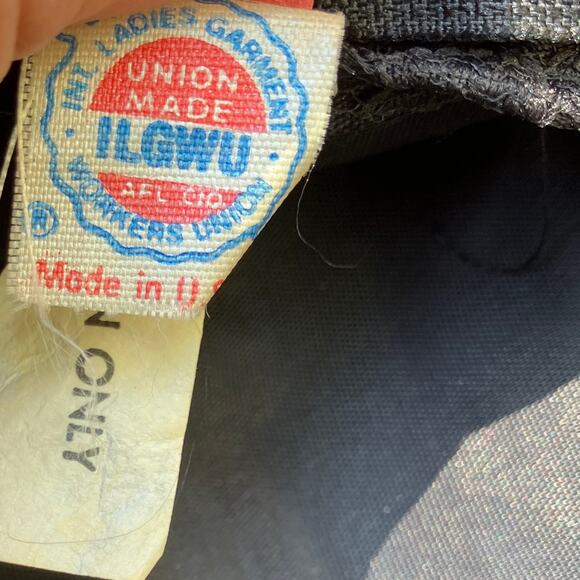 INT. LADIES GARMENT
UNION
MADE
ILGWU
AFL CIO
WORKERS UNION
®
Made in U
ONLY